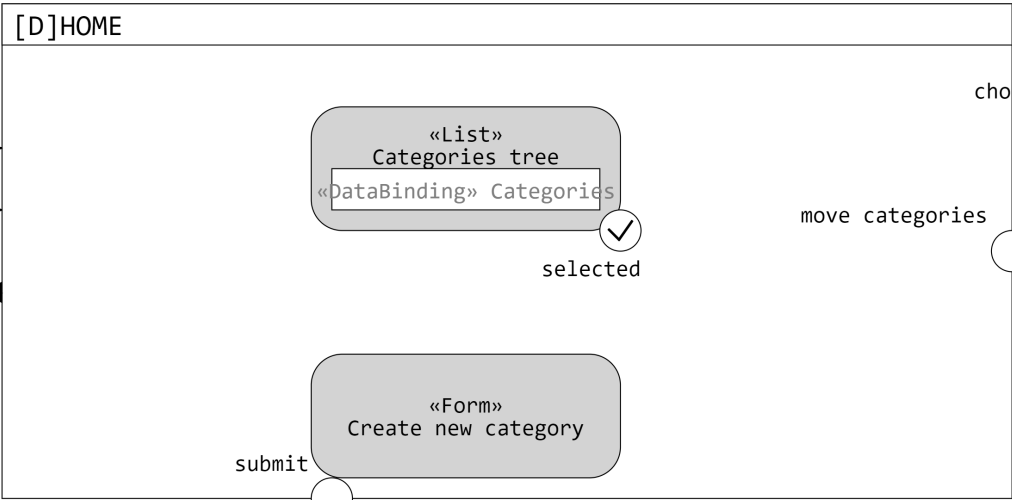 [D]HOME
cho
«List»
Categories tree
«DataBinding» Categories
move categories
selected
«Form»
Create new category
submit